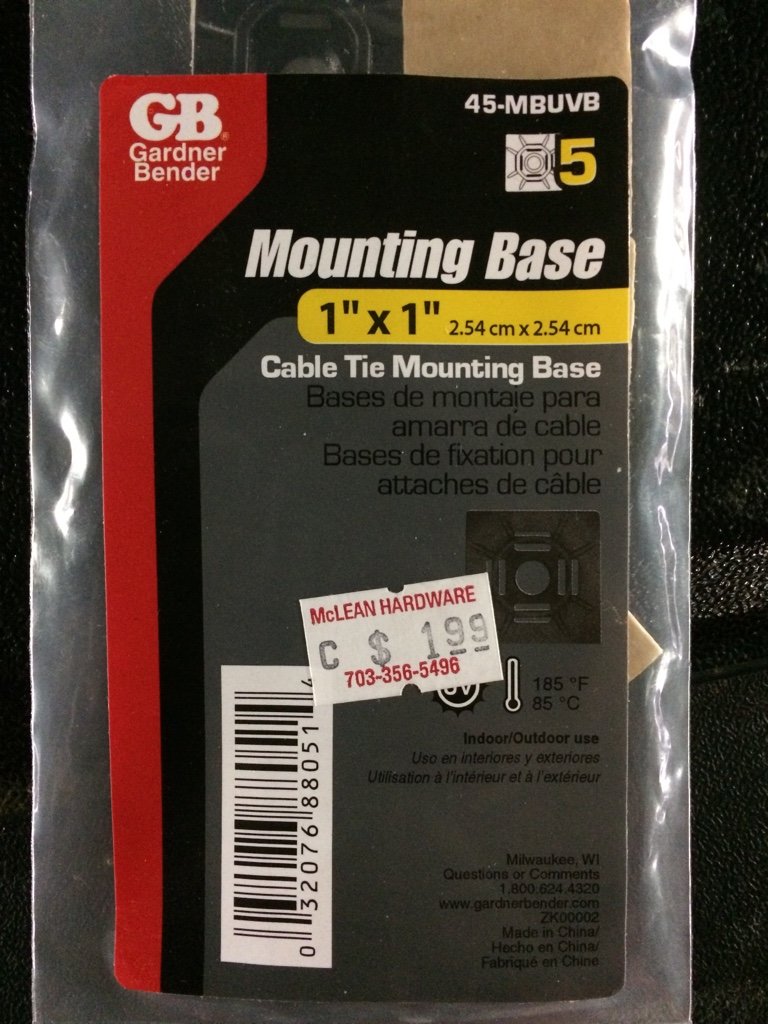 GB®
Gardner
Bender
45-MBUVB
5
Mounting Base
1" x 1" 2.54 cm x 2.54 cm
Cable Tie Mounting Base
Bases de montaje para
amarra de cable
Bases de fixation pour
attaches de câble
McLEAN HARDWARE
C $ 1 99
703-356-5496
UV
185 °F
85 °C
Indoor/Outdoor use
Uso en interiores y exteriores
Utilisation à l'intérieur et à l'extérieur
0 32076 88051 4
Milwaukee, WI
Questions or Comments
1.800.624.4320
www.gardnerbender.com
ZK00002
Made in China/
Hecho en China/
Fabriqué en Chine